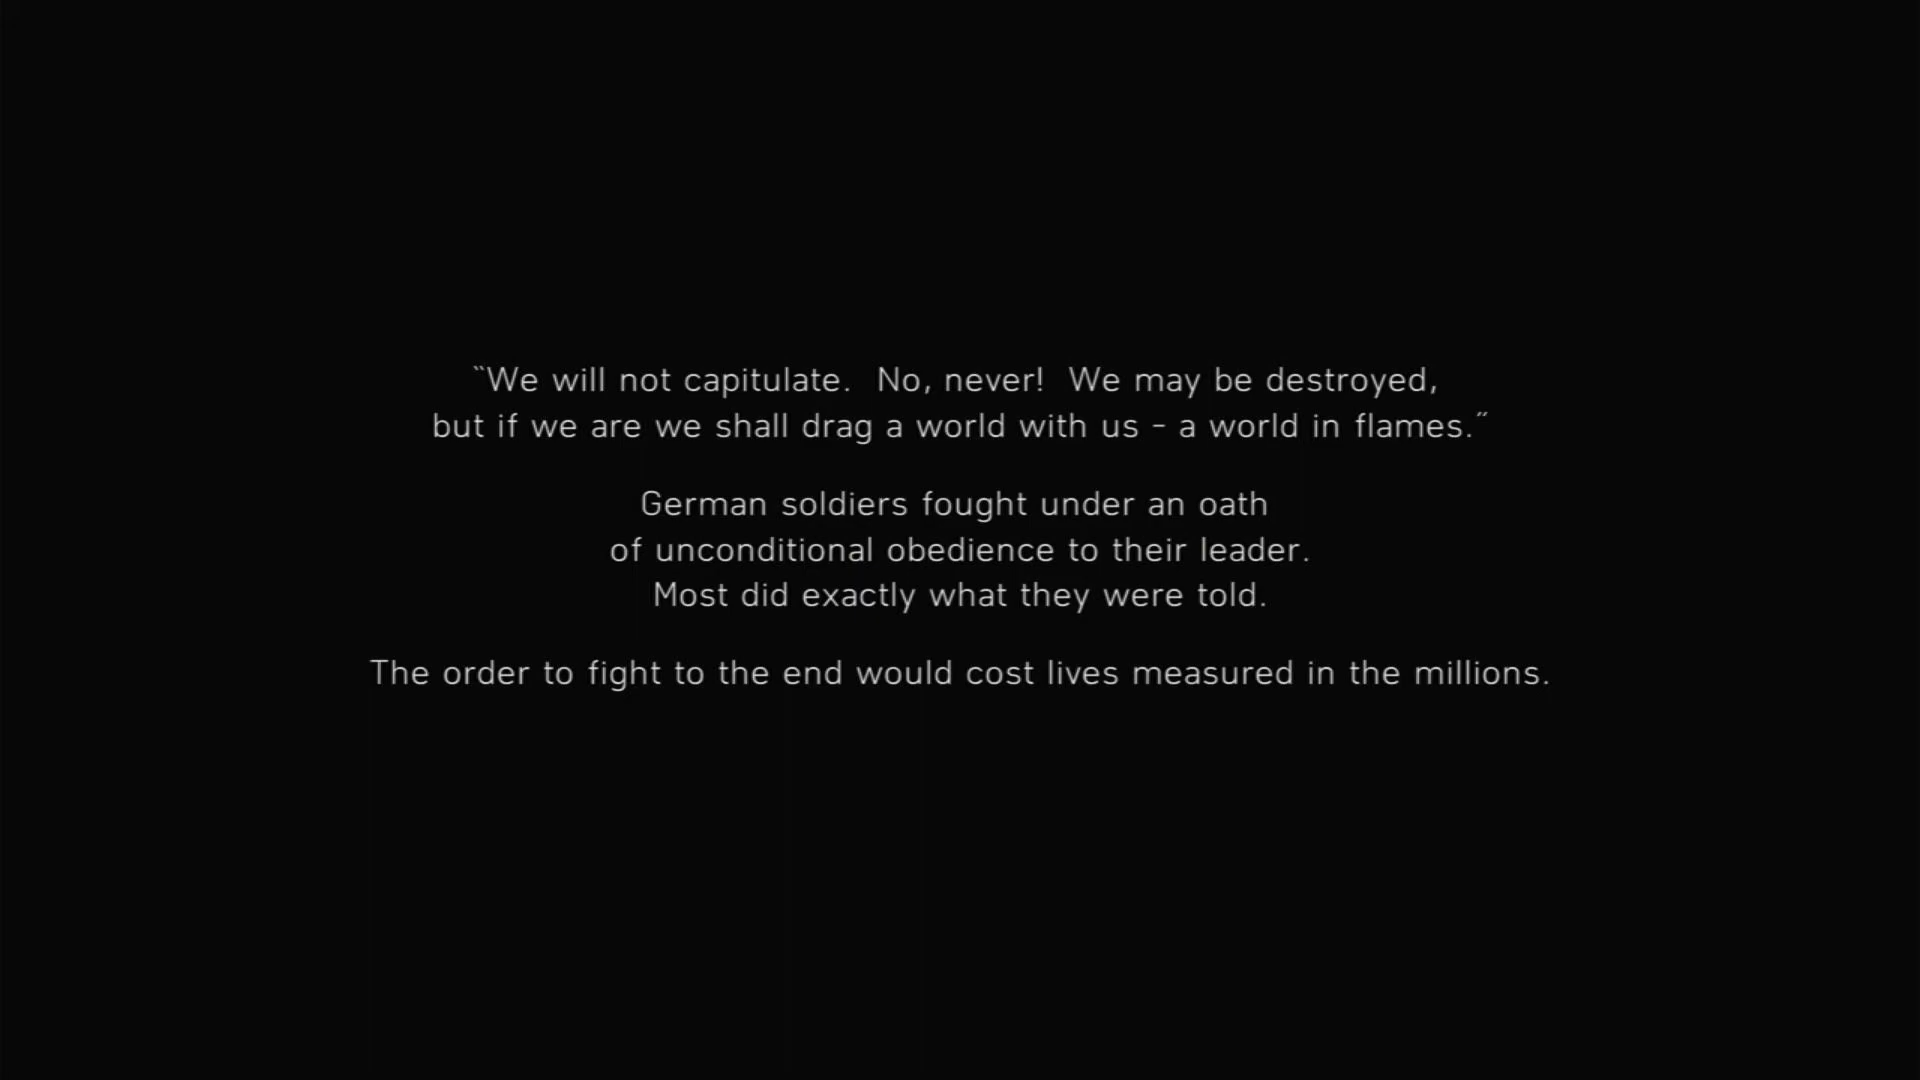 “We will not capitulate.  No, never!  We may be destroyed,
but if we are we shall drag a world with us - a world in flames.”
German soldiers fought under an oath
of unconditional obedience to their leader.
Most did exactly what they were told.
The order to fight to the end would cost lives measured in the millions.